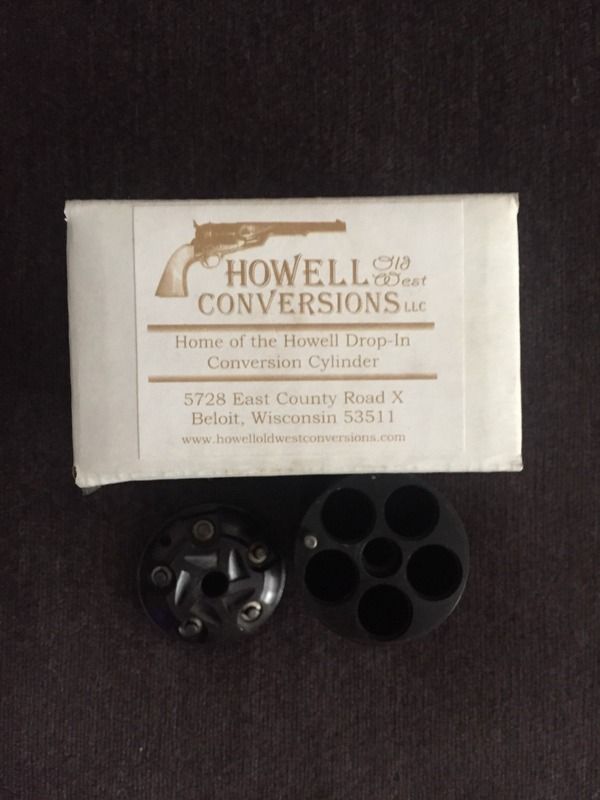 HOWELL Old West
CONVERSIONS LLC
Home of the Howell Drop-In
Conversion Cylinder
5728 East County Road X
Beloit, Wisconsin 53511
www.howelloldwestconversions.com